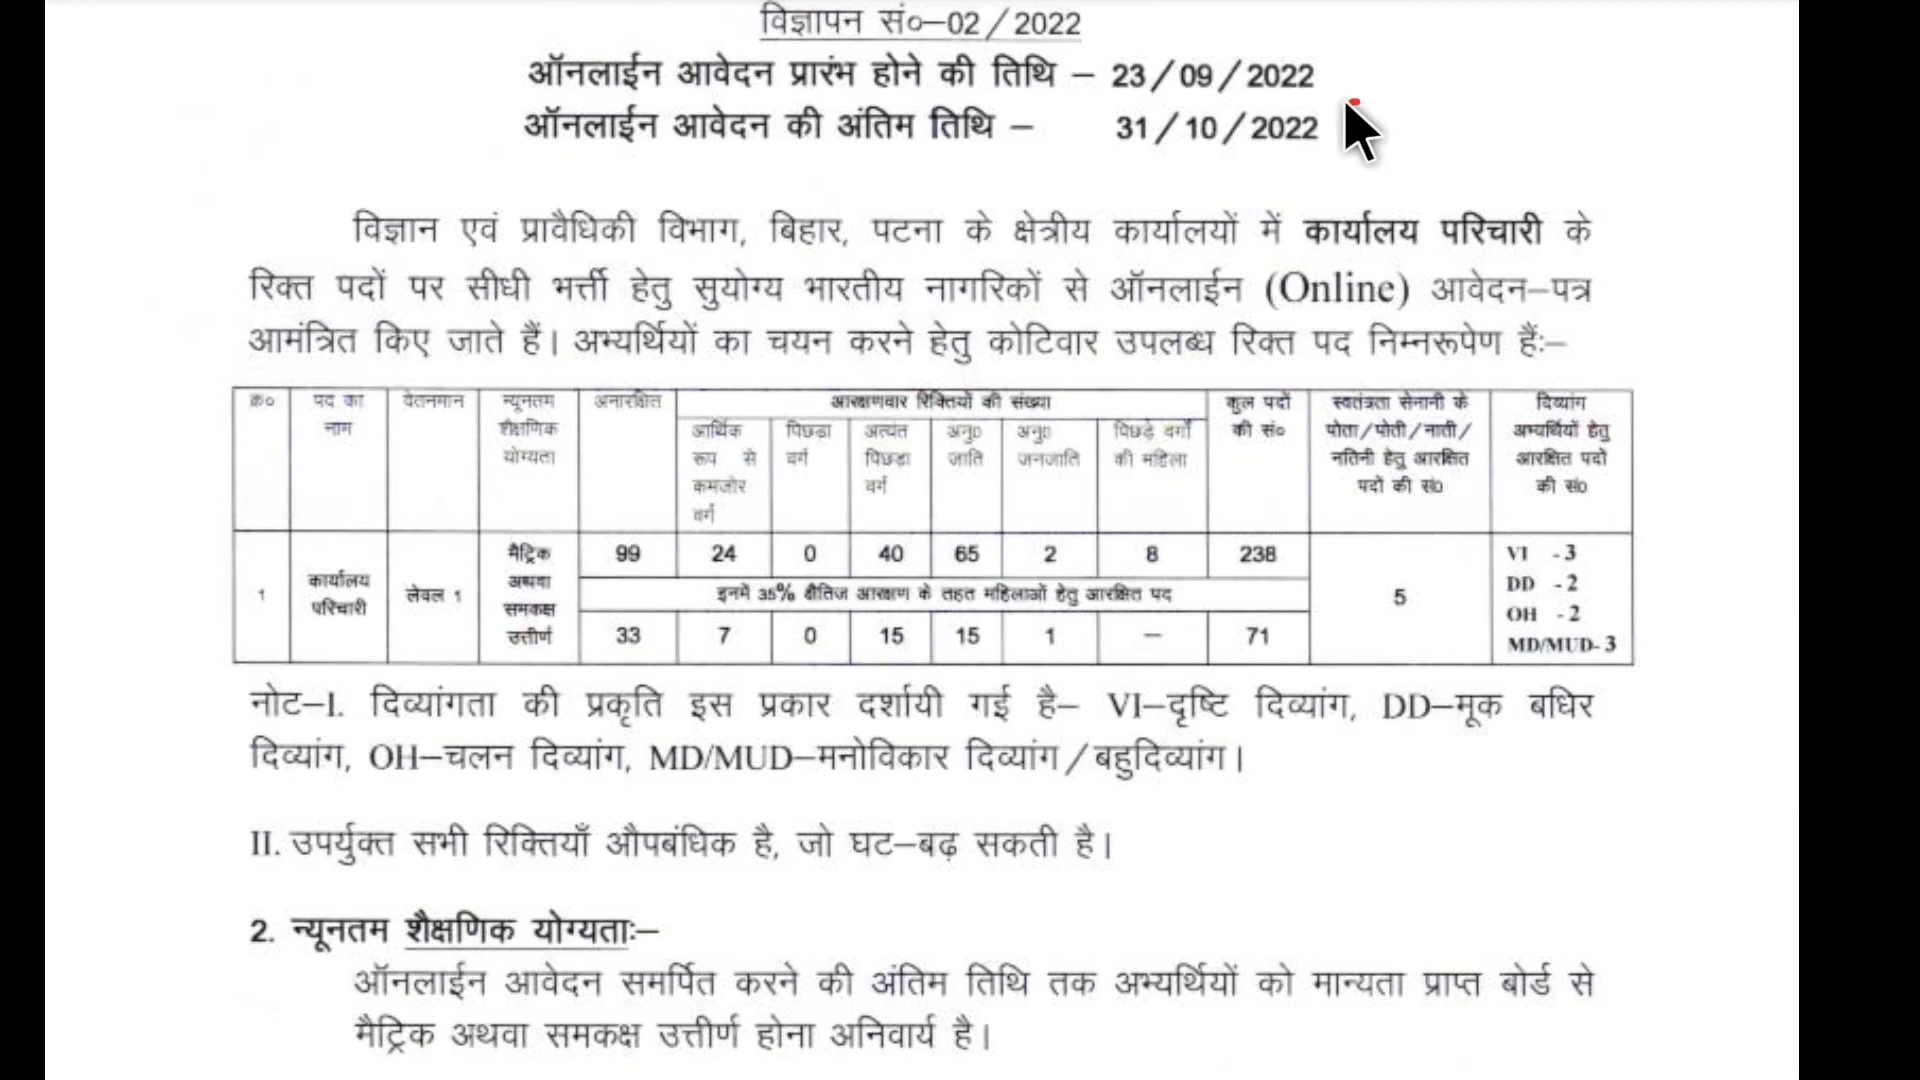 विज्ञापन सं०–02 / 2022
ऑनलाईन आवेदन प्रारंभ होने की तिथि – 23 / 09 / 2022
ऑनलाईन आवेदन की अंतिम तिथि – 31 / 10 / 2022
विज्ञान एवं प्रावैधिकी विभाग, बिहार, पटना के क्षेत्रीय कार्यालयों में कार्यालय परिचारी के
रिक्त पदों पर सीधी भर्त्ती हेतु सुयोग्य भारतीय नागरिकों से ऑनलाईन (Online) आवेदन–पत्र
आमंत्रित किए जाते हैं। अभ्यर्थियों का चयन करने हेतु कोटिवार उपलब्ध रिक्त पद निम्नरूपेण हैं:–
क्र० पद का वेतनमान न्यूनतम अनारक्षित आरक्षणवार रिक्तियों की संख्या कुल पदों स्वतंत्रता सेनानी के दिव्यांग
नाम शैक्षणिक आर्थिक पिछड़ा अत्यंत अनु० अनु० पिछड़े वर्गों की सं० पोता/पोती/नाती/ अभ्यर्थियों हेतु
योग्यता रूप से वर्ग पिछड़ा जाति जनजाति की महिला नतिनी हेतु आरक्षित आरक्षित पदों
कमजोर वर्ग पदों की सं० की सं०
वर्ग
मैट्रिक 99 24 0 40 65 2 8 238 VI - 3
1 कार्यालय लेवल 1 अथवा इनमें 35% क्षैतिज आरक्षण के तहत महिलाओं हेतु आरक्षित पद 5 DD - 2
परिचारी समकक्ष OH - 2
उत्तीर्ण 33 7 0 15 15 1 – 71 MD/MUD- 3
नोट–I. दिव्यांगता की प्रकृति इस प्रकार दर्शायी गई है– VI–दृष्टि दिव्यांग, DD–मूक बधिर
दिव्यांग, OH–चलन दिव्यांग, MD/MUD–मनोविकार दिव्यांग / बहुदिव्यांग।
II. उपर्युक्त सभी रिक्तियाँ औपबंधिक है, जो घट–बढ़ सकती है।
2. न्यूनतम शैक्षणिक योग्यताः–
ऑनलाईन आवेदन समर्पित करने की अंतिम तिथि तक अभ्यर्थियों को मान्यता प्राप्त बोर्ड से
मैट्रिक अथवा समकक्ष उत्तीर्ण होना अनिवार्य है।